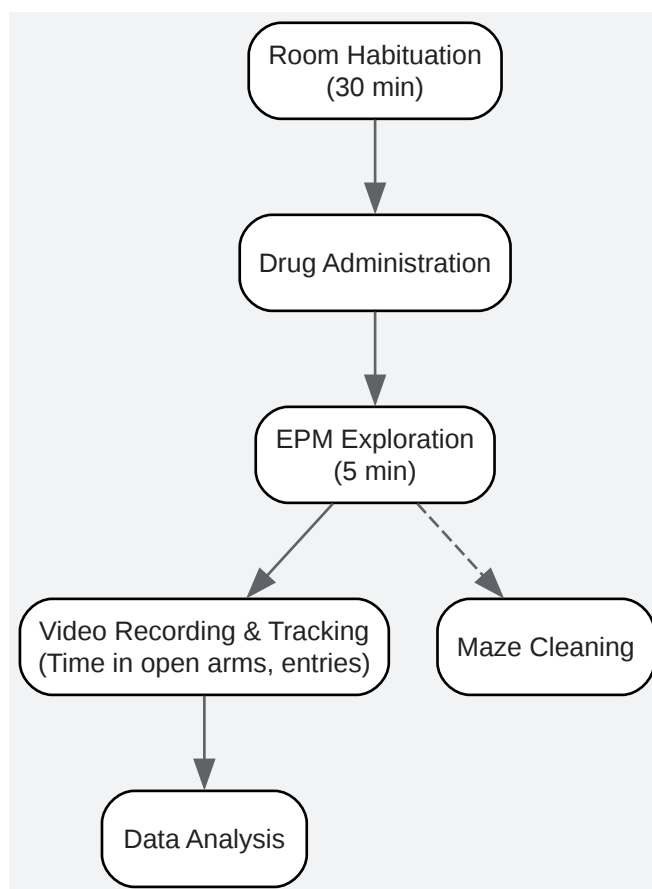 Room Habituation
(30 min)
Drug Administration
EPM Exploration
(5 min)
Video Recording & Tracking
(Time in open arms, entries)
Maze Cleaning
Data Analysis